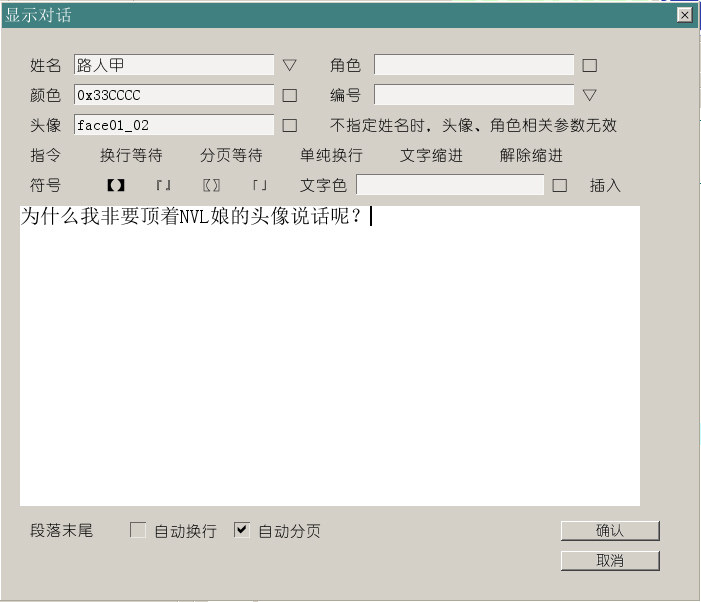 显示对话
姓名 路人甲 ▽ 角色 □
颜色 0x33CCCC □ 编号 ▽
头像 face01_02 □ 不指定姓名时，头像、角色相关参数无效
指令 换行等待 分页等待 单纯换行 文字缩进 解除缩进
符号 【】 『』 〖〗 「」 文字色 □ 插入
为什么我非要顶着NVL娘的头像说话呢？
段落末尾 自动换行 自动分页 确认
取消